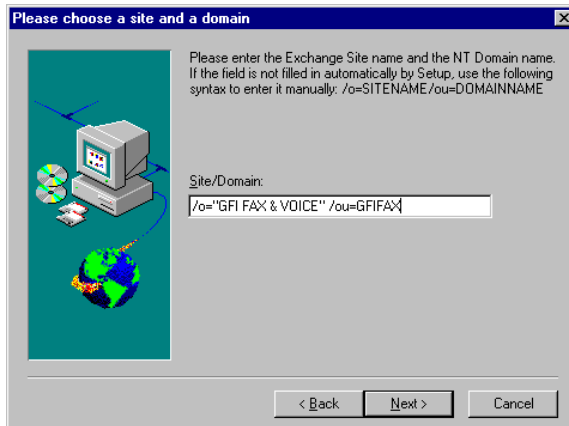 Please choose a site and a domain
Please enter the Exchange Site name and the NT Domain name.
If the field is not filled in automatically by Setup, use the following
syntax to enter it manually: /o=SITENAME/ou=DOMAINNAME
Site/Domain:
/o="GFI FAX & VOICE" /ou=GFIFAX
< Back
Next >
Cancel